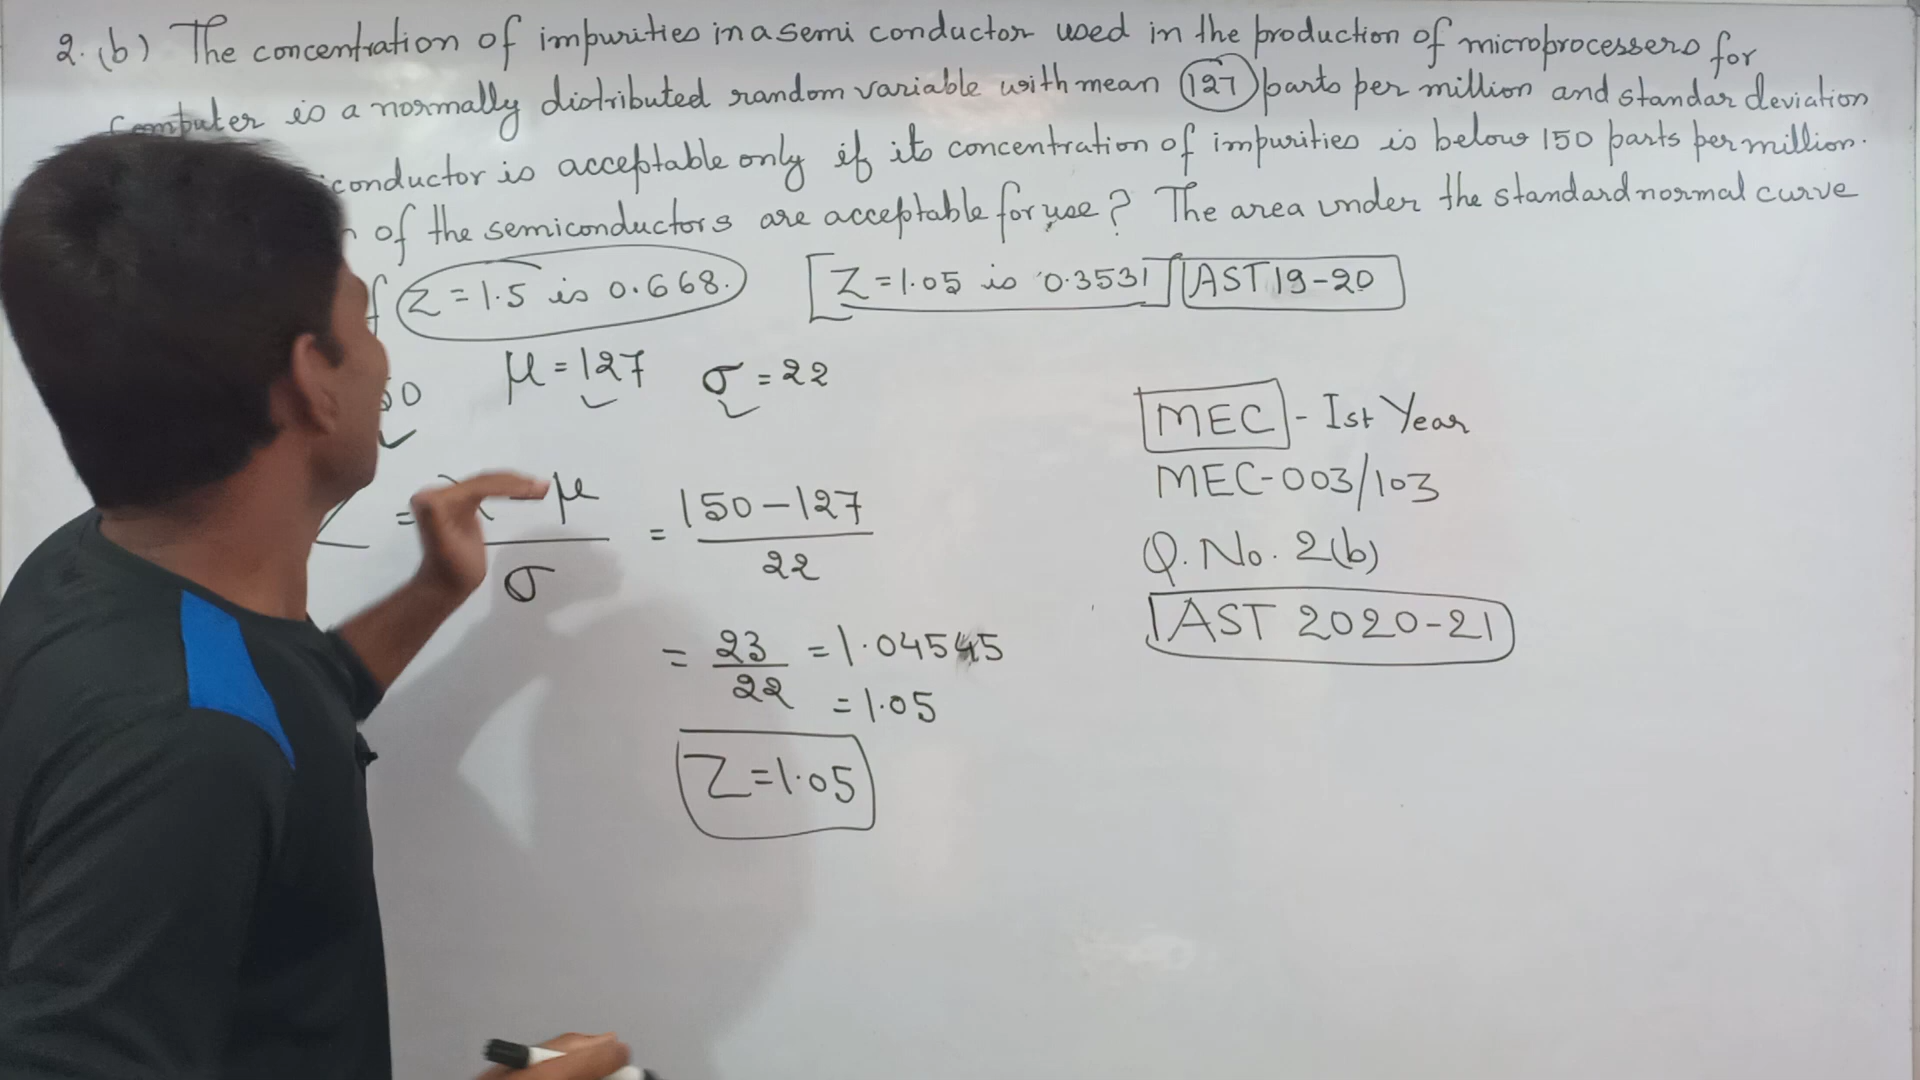 2. (b) The concentration of impurities in a semi conductor used in the production of microprocessers for
computer is a normally distributed random variable with mean 127 parts per million and standar deviation
conductor is acceptable only if its concentration of impurities is below 150 parts per million.
of the semiconductors are acceptable for use? The area under the standard normal curve
f Z = 1.5 is 0.668. [Z = 1.05 is 0.3531] AST 19-20
50 μ = 127 σ = 22
MEC - Ist Year
Z = x - μ / σ = 150 - 127 / 22
MEC-003/103
Q. No. 2(b)
= 23 / 22 = 1.04545
AST 2020-21
= 1.05
Z = 1.05